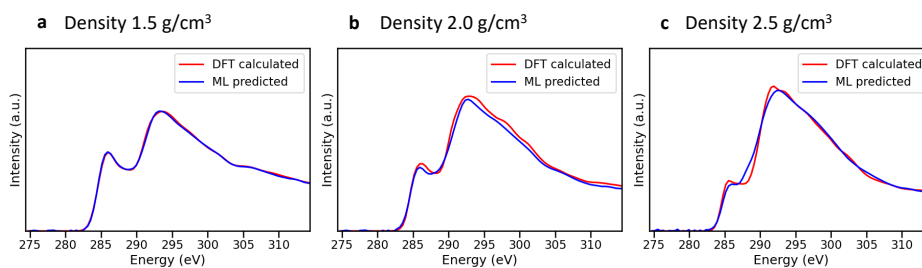 a Density 1.5 g/cm³
DFT calculated
ML predicted
Intensity (a.u.)
275 280 285 290 295 300 305 310
Energy (eV)
b Density 2.0 g/cm³
DFT calculated
ML predicted
Intensity (a.u.)
275 280 285 290 295 300 305 310
Energy (eV)
c Density 2.5 g/cm³
DFT calculated
ML predicted
Intensity (a.u.)
275 280 285 290 295 300 305 310
Energy (eV)